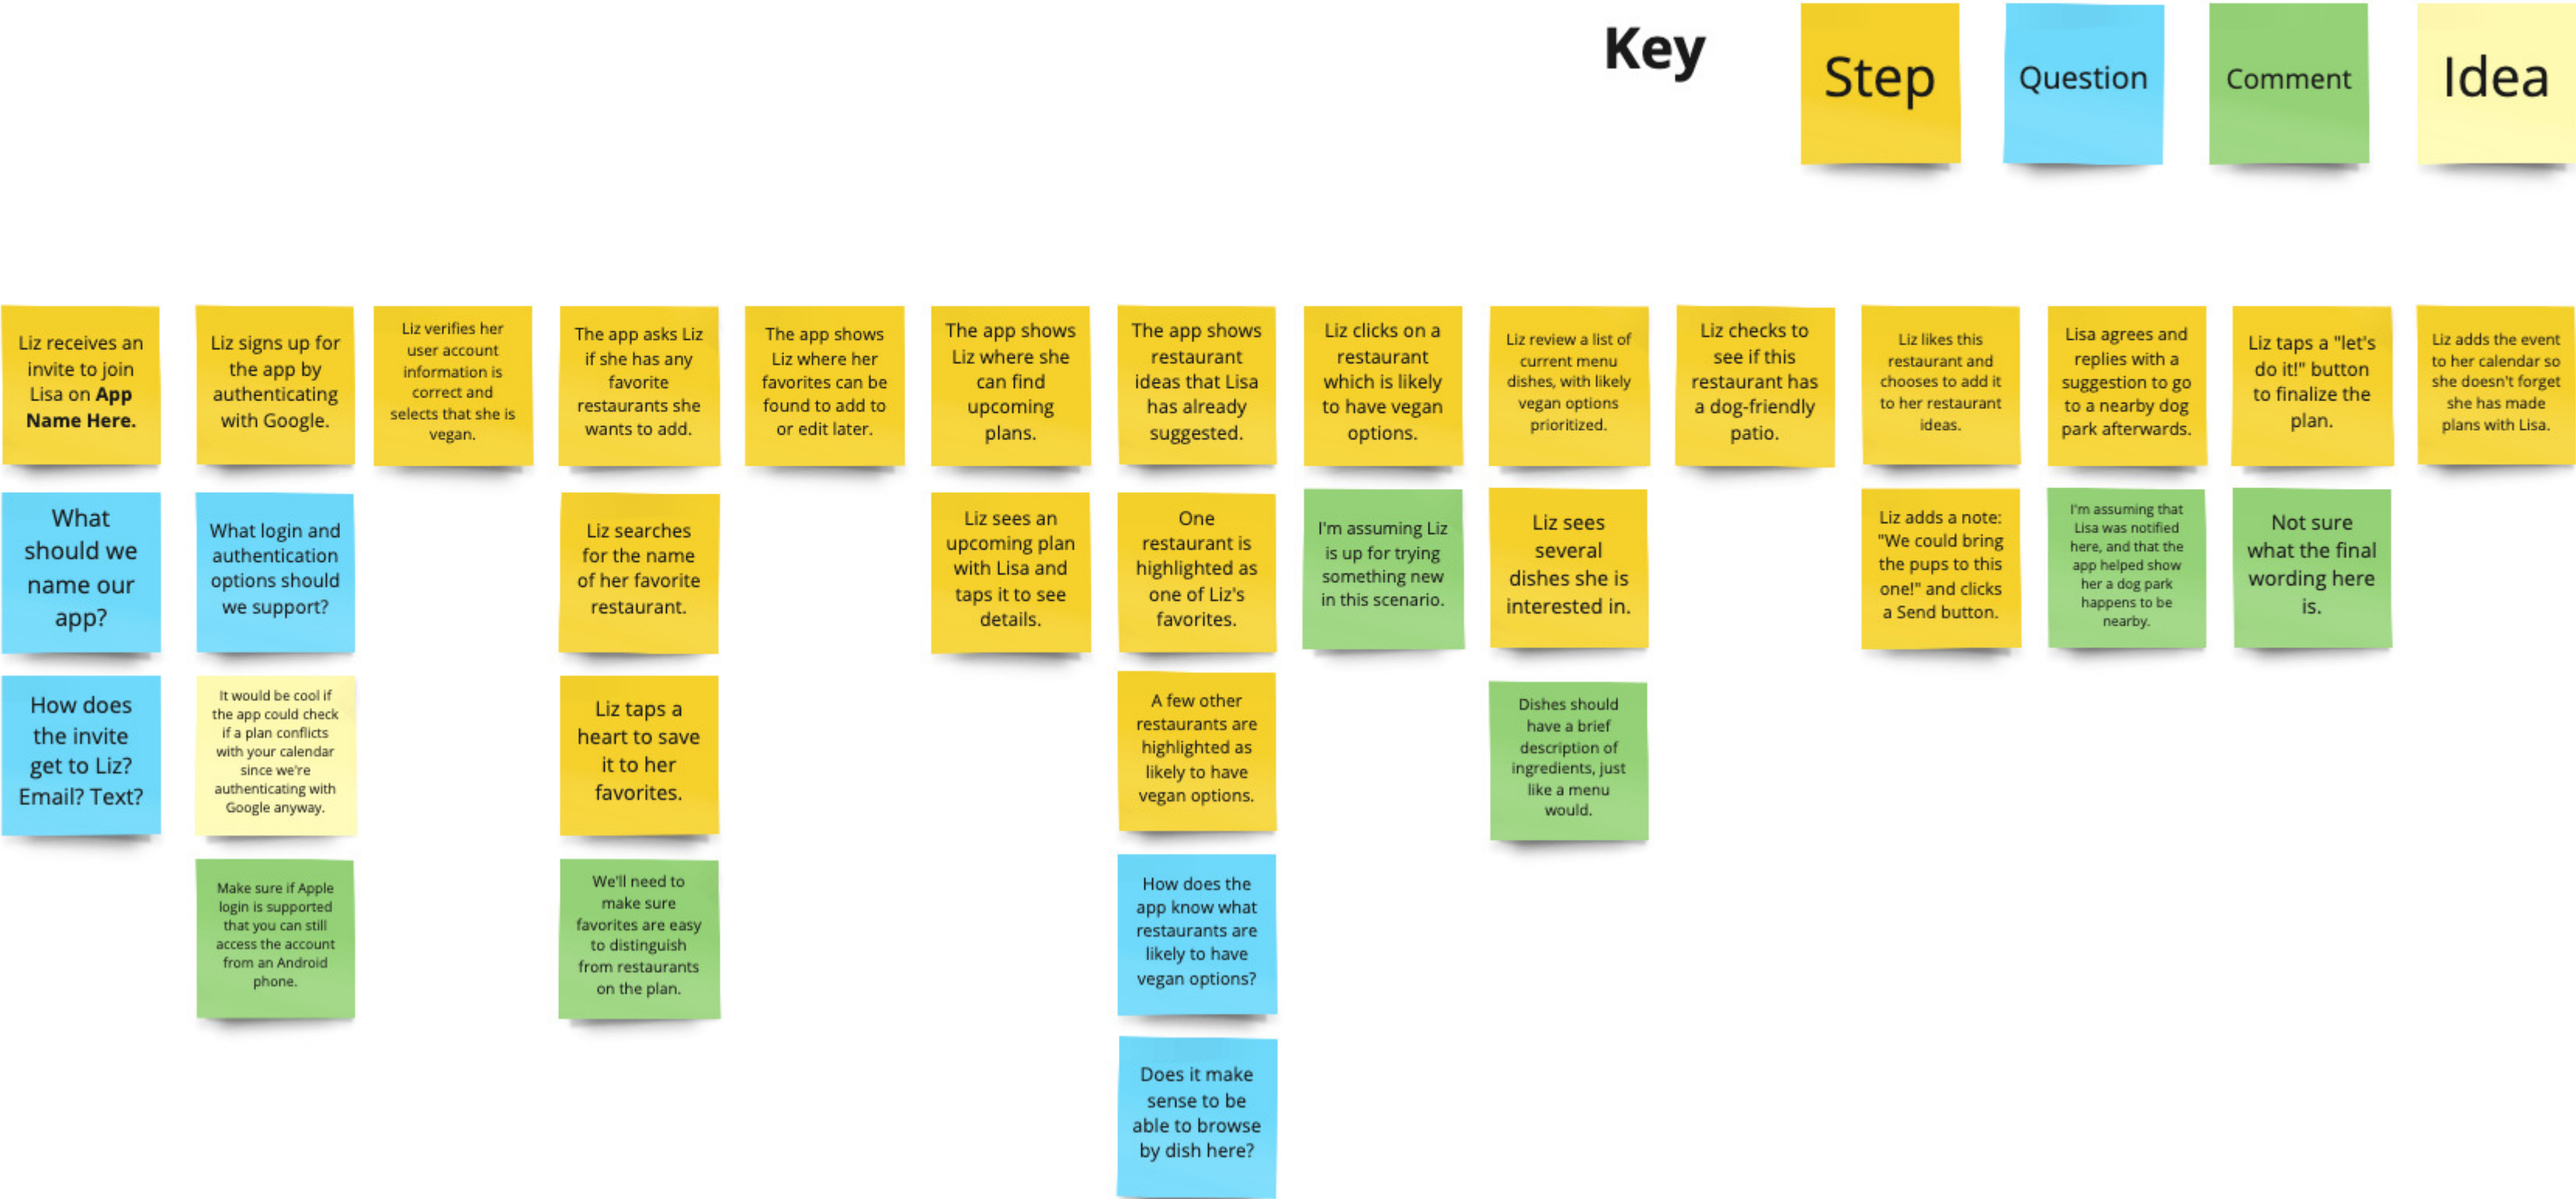 Key
Step
Question
Comment
Idea
Liz receives an
invite to join
Lisa on App
Name Here.
Liz signs up for
the app by
authenticating
with Google.
Liz verifies her
user account
information is
correct and
selects that she is
vegan.
The app asks Liz
if she has any
favorite
restaurants she
wants to add.
The app shows
Liz where her
favorites can be
found to add to
or edit later.
The app shows
Liz where she
can find
upcoming
plans.
The app shows
restaurant
ideas that Lisa
has already
suggested.
Liz clicks on a
restaurant
which is likely
to have vegan
options.
Liz review a list of
current menu
dishes, with likely
vegan options
prioritized.
Liz checks to
see if this
restaurant has
a dog-friendly
patio.
Liz likes this
restaurant and
chooses to add it
to her restaurant
ideas.
Lisa agrees and
replies with a
suggestion to go
to a nearby dog
park afterwards.
Liz taps a "let's
do it!" button
to finalize the
plan.
Liz adds the event
to her calendar so
she doesn't forget
she has made
plans with Lisa.
What
should we
name our
app?
What login and
authentication
options should
we support?
Liz searches
for the name
of her favorite
restaurant.
Liz sees an
upcoming plan
with Lisa and
taps it to see
details.
One
restaurant is
highlighted as
one of Liz's
favorites.
I'm assuming Liz
is up for trying
something new
in this scenario.
Liz sees
several
dishes she is
interested in.
Liz adds a note:
"We could bring
the pups to this
one!" and clicks
a Send button.
I'm assuming that
Lisa was notified
here, and that the
app helped show
her a dog park
happens to be
nearby.
Not sure
what the final
wording here
is.
How does
the invite
get to Liz?
Email? Text?
It would be cool if
the app could check
if a plan conflicts
with your calendar
since we're
authenticating with
Google anyway.
Liz taps a
heart to save
it to her
favorites.
A few other
restaurants are
highlighted as
likely to have
vegan options.
Dishes should
have a brief
description of
ingredients, just
like a menu
would.
Make sure if Apple
login is supported
that you can still
access the account
from an Android
phone.
We'll need to
make sure
favorites are easy
to distinguish
from restaurants
on the plan.
How does the
app know what
restaurants are
likely to have
vegan options?
Does it make
sense to be
able to browse
by dish here?